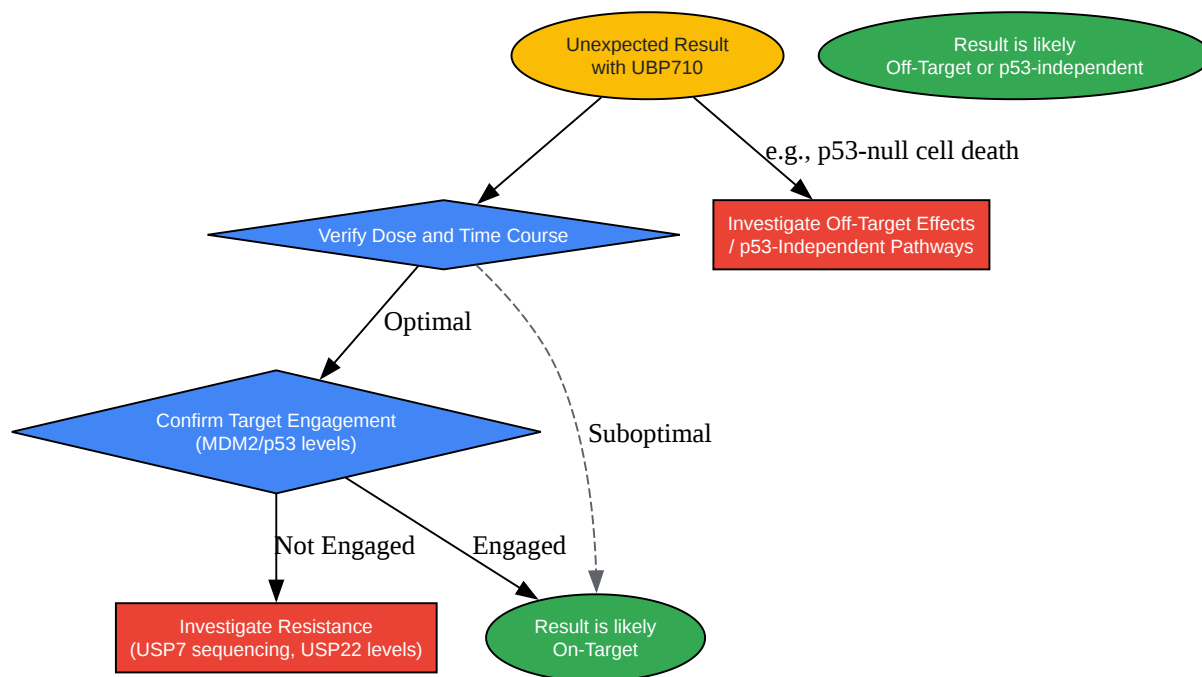 Unexpected Result
with UBP710
Result is likely
Off-Target or p53-independent
e.g., p53-null cell death
Verify Dose and Time Course
Investigate Off-Target Effects
/ p53-Independent Pathways
Optimal
Confirm Target Engagement
(MDM2/p53 levels)
Suboptimal
Not Engaged
Engaged
Investigate Resistance
(USP7 sequencing, USP22 levels)
Result is likely
On-Target